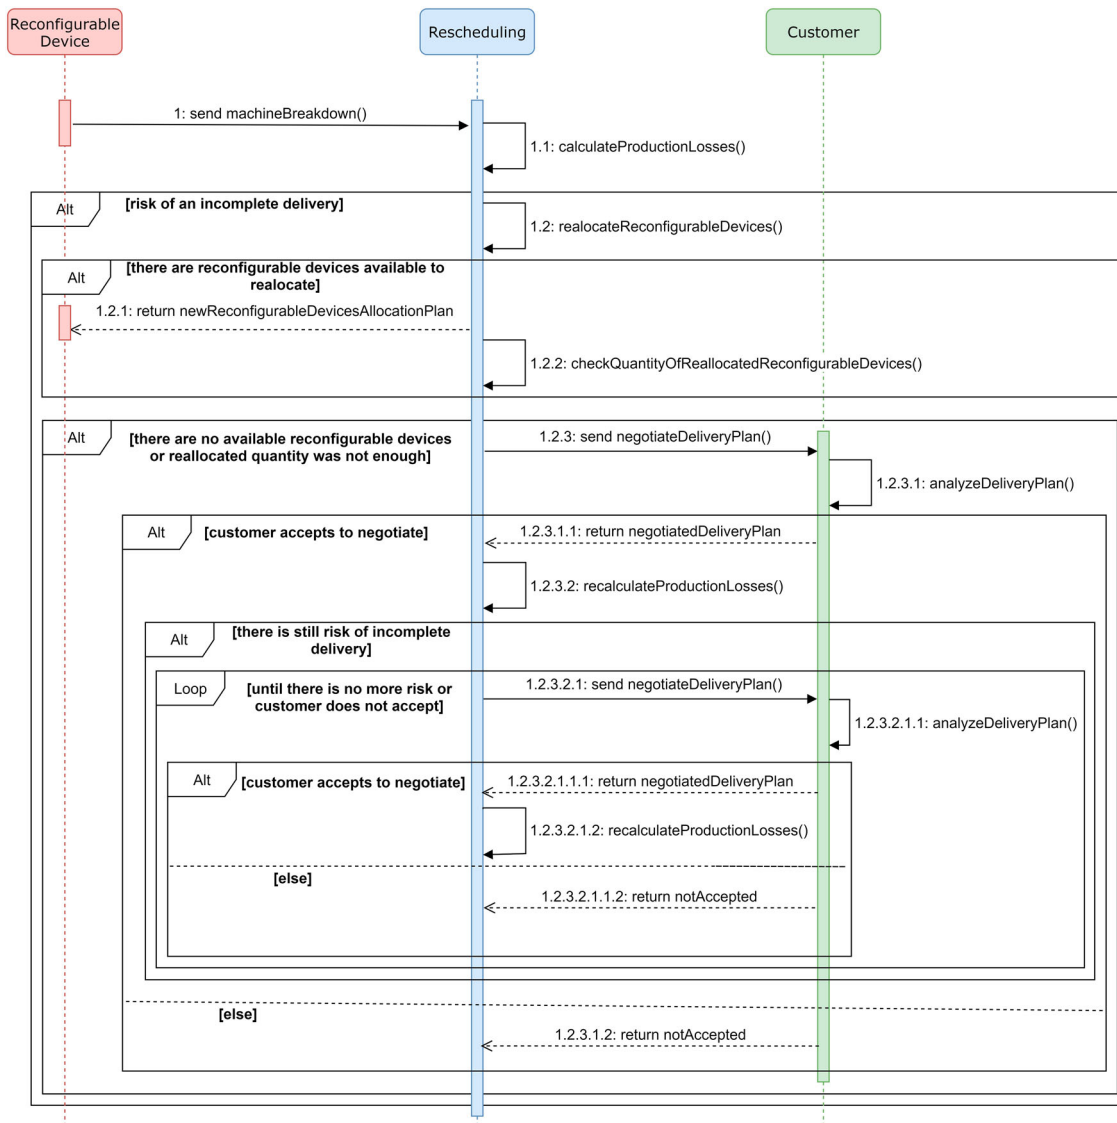 Reconfigurable
Device
Rescheduling
Customer
1: send machineBreakdown()
1.1: calculateProductionLosses()
Alt
[risk of an incomplete delivery]
1.2: realocateReconfigurableDevices()
Alt
[there are reconfigurable devices available to
realocate]
1.2.1: return newReconfigurableDevicesAllocationPlan
1.2.2: checkQuantityOfReallocatedReconfigurableDevices()
Alt
[there are no available reconfigurable devices
or reallocated quantity was not enough]
1.2.3: send negotiateDeliveryPlan()
1.2.3.1: analyzeDeliveryPlan()
Alt
[customer accepts to negotiate]
1.2.3.1.1: return negotiatedDeliveryPlan
1.2.3.2: recalculateProductionLosses()
Alt
[there is still risk of incomplete
delivery]
Loop
[until there is no more risk or
customer does not accept]
1.2.3.2.1: send negotiateDeliveryPlan()
1.2.3.2.1.1: analyzeDeliveryPlan()
Alt
[customer accepts to negotiate]
1.2.3.2.1.1.1: return negotiatedDeliveryPlan
1.2.3.2.1.2: recalculateProductionLosses()
[else]
1.2.3.2.1.1.2: return notAccepted
[else]
1.2.3.1.2: return notAccepted